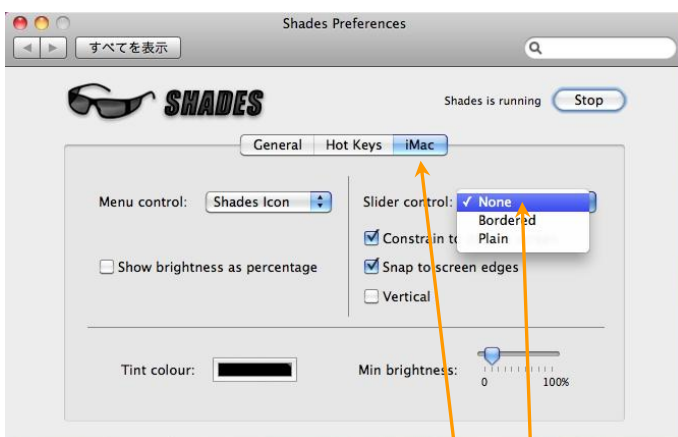 Shades Preferences
すべてを表示
SHADES
Shades is running
Stop
General
Hot Keys
iMac
Menu control:
Shades Icon
Slider control:
✓ None
Bordered
Plain
Constrain to
Show brightness as percentage
Snap to screen edges
Vertical
Tint colour:
Min brightness:
0
100%